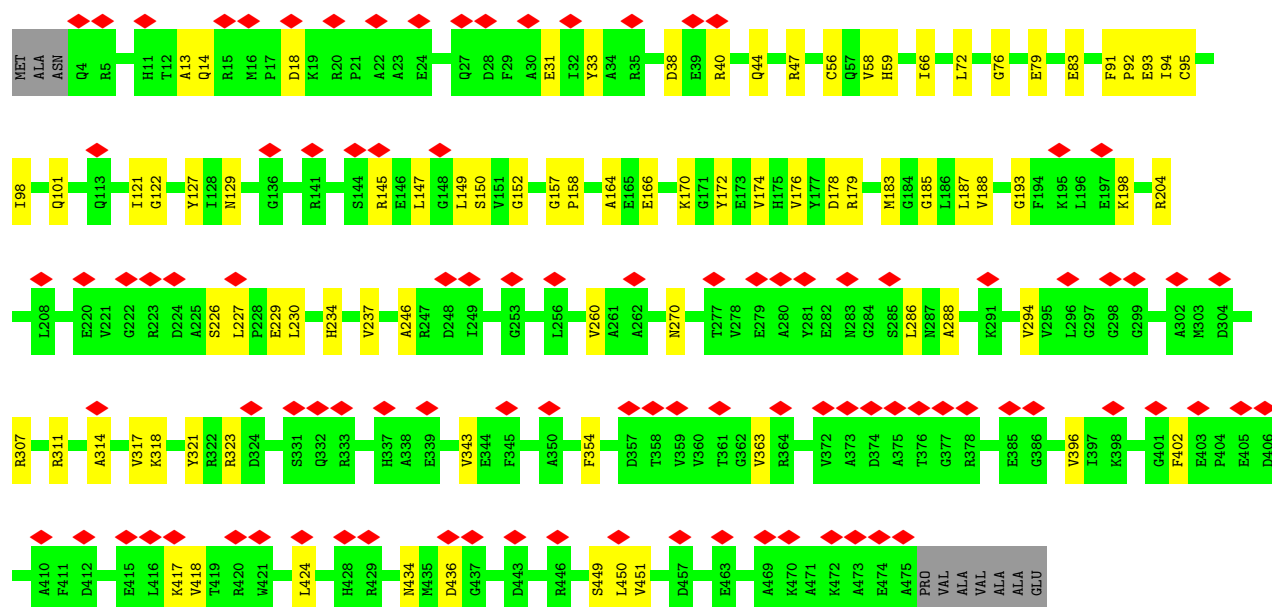 MET ALA ASN Q4 R5 H11 T12 A13 Q14 R15 M16 P17 D18 K19 R20 P21 A22 A23 E24 Q27 D28 F29 A30 E31 I32 Y33 A34 R35 D38 E39 R40 Q44 R47 C56 Q57 V58 H59 I66 L72 G76 E79 E83 F91 P92 E93 I94 C95
I98 Q101 Q113 I121 G122 Y127 I128 N129 G136 R141 S144 R145 E146 L147 G148 L149 S150 V151 G152 G157 P158 A164 E165 E166 K170 G171 Y172 E173 V174 H175 V176 Y177 D178 R179 M183 G184 G185 L186 L187 V188 G193 F194 K195 L196 E197 K198 R204
L208 E220 V221 G222 R223 D224 A225 S226 L227 P228 E229 L230 H234 V237 A246 R247 D248 I249 G253 L256 V260 A261 A262 N270 T277 V278 E279 A280 Y281 E282 N283 G284 S285 L286 N287 A288 K291 V294 V295 L296 G297 G298 G299 A302 M303 D304
R307 R311 A314 V317 K318 Y321 R322 R323 D324 S331 Q332 R333 H337 A338 E339 V343 E344 F345 A350 F354 D357 T358 V359 V360 T361 G362 V363 R364 V372 A373 D374 A375 T376 G377 R378 E385 G386 V396 I397 K398 G401 F402 E403 P404 E405 D406
A410 F411 D412 E415 L416 K417 V418 T419 R420 W421 L424 H428 R429 N434 M435 D436 G437 D443 R446 S449 L450 V451 D457 E463 A469 K470 A471 K472 A473 E474 A475 PRO VAL ALA VAL ALA ALA GLU